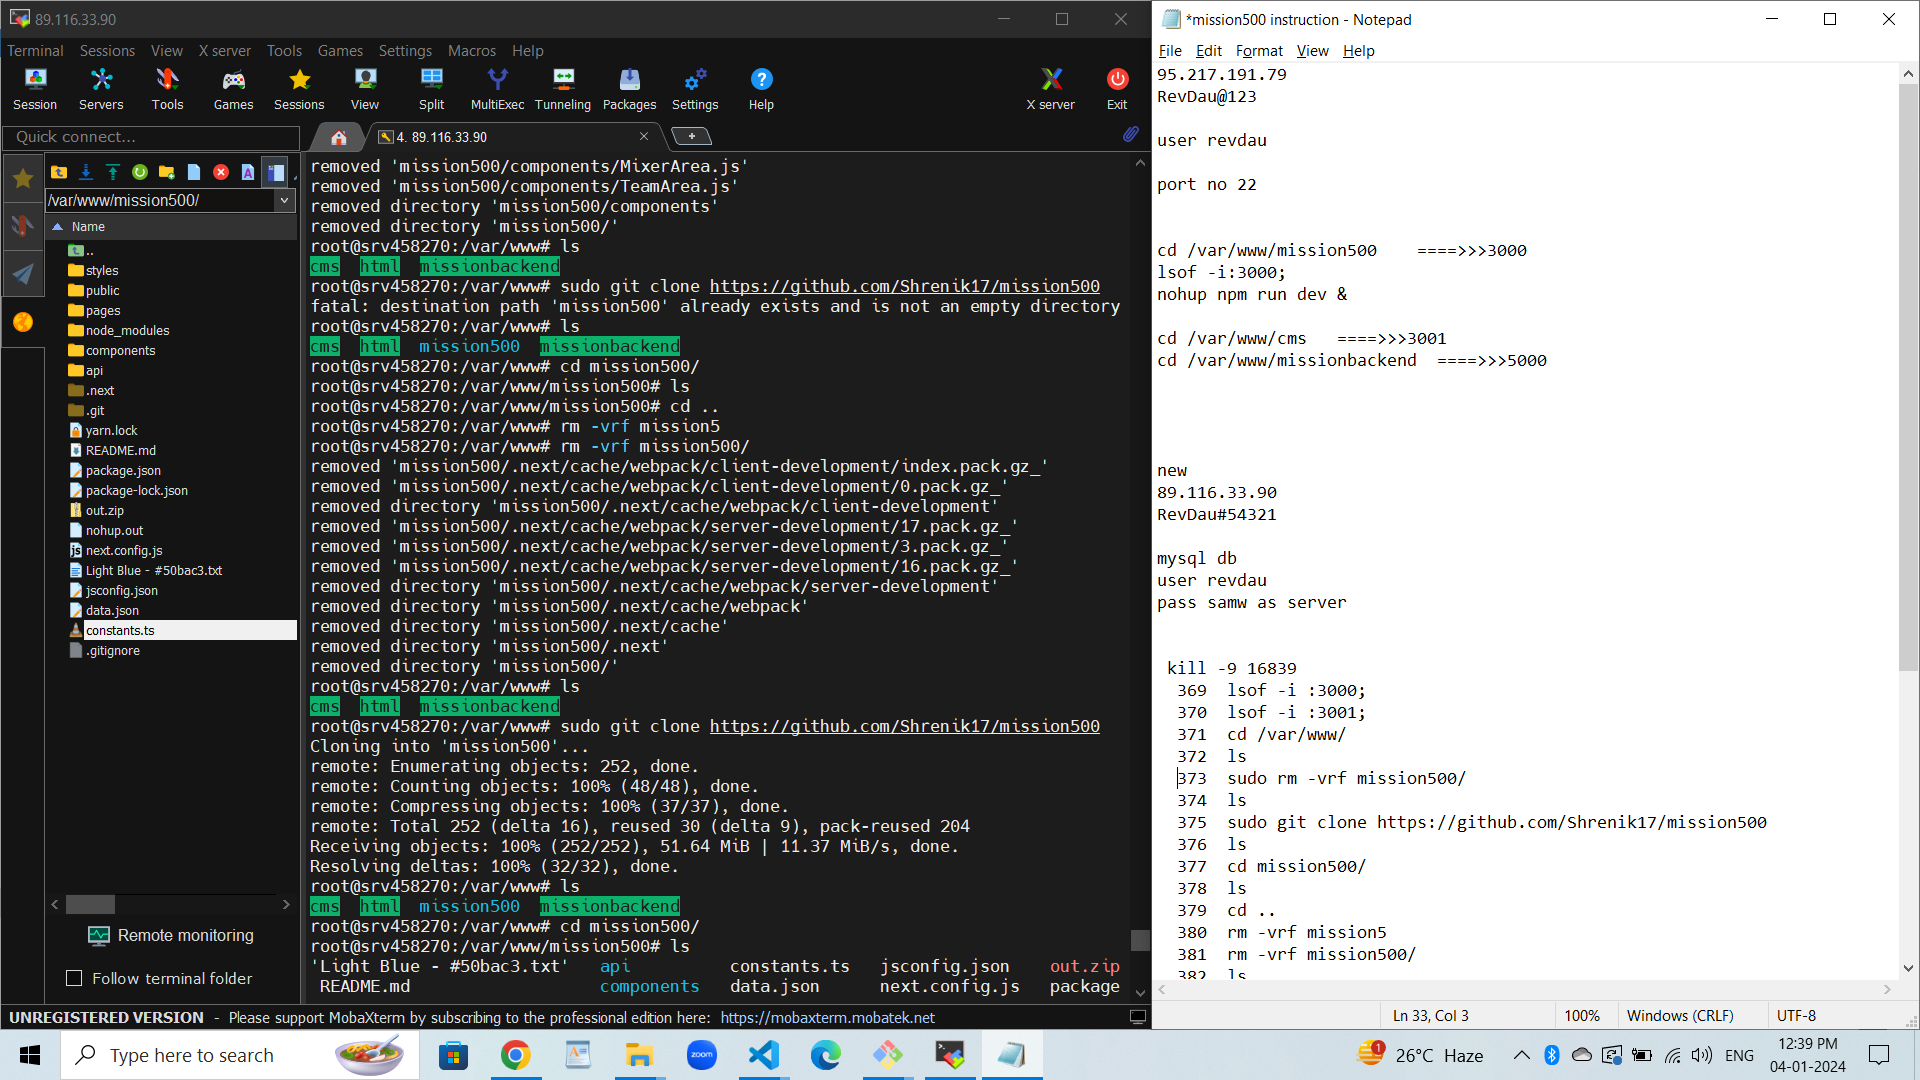 89.116.33.90
Terminal Sessions View X server Tools Games Settings Macros Help
Session Servers Tools Games Sessions View Split MultiExec Tunneling Packages Settings Help X server Exit
Quick connect...
4. 89.116.33.90
/var/www/mission500/
Name
..
styles
public
pages
node_modules
components
api
.next
.git
yarn.lock
README.md
package.json
package-lock.json
out.zip
nohup.out
next.config.js
Light Blue - #50bac3.txt
jsconfig.json
data.json
constants.ts
.gitignore
Remote monitoring
Follow terminal folder
removed 'mission500/components/MixerArea.js'
removed 'mission500/components/TeamArea.js'
removed directory 'mission500/components'
removed directory 'mission500/'
root@srv458270:/var/www# ls
cms html missionbackend
root@srv458270:/var/www# sudo git clone https://github.com/Shrenik17/mission500
fatal: destination path 'mission500' already exists and is not an empty directory
root@srv458270:/var/www# ls
cms html mission500 missionbackend
root@srv458270:/var/www# cd mission500/
root@srv458270:/var/www/mission500# ls
root@srv458270:/var/www/mission500# cd ..
root@srv458270:/var/www# rm -vrf mission5
root@srv458270:/var/www# rm -vrf mission500/
removed 'mission500/.next/cache/webpack/client-development/index.pack.gz_'
removed 'mission500/.next/cache/webpack/client-development/0.pack.gz_'
removed directory 'mission500/.next/cache/webpack/client-development'
removed 'mission500/.next/cache/webpack/server-development/17.pack.gz_'
removed 'mission500/.next/cache/webpack/server-development/3.pack.gz_'
removed 'mission500/.next/cache/webpack/server-development/16.pack.gz_'
removed directory 'mission500/.next/cache/webpack/server-development'
removed directory 'mission500/.next/cache/webpack'
removed directory 'mission500/.next/cache'
removed directory 'mission500/.next'
removed directory 'mission500/'
root@srv458270:/var/www# ls
cms html missionbackend
root@srv458270:/var/www# sudo git clone https://github.com/Shrenik17/mission500
Cloning into 'mission500'...
remote: Enumerating objects: 252, done.
remote: Counting objects: 100% (48/48), done.
remote: Compressing objects: 100% (37/37), done.
remote: Total 252 (delta 16), reused 30 (delta 9), pack-reused 204
Receiving objects: 100% (252/252), 51.64 MiB | 11.37 MiB/s, done.
Resolving deltas: 100% (32/32), done.
root@srv458270:/var/www# ls
cms html mission500 missionbackend
root@srv458270:/var/www# cd mission500/
root@srv458270:/var/www/mission500# ls
'Light Blue - #50bac3.txt' api constants.ts jsconfig.json out.zip
README.md components data.json next.config.js package
UNREGISTERED VERSION - Please support MobaXterm by subscribing to the professional edition here: https://mobaxterm.mobatek.net
*mission500 instruction - Notepad
File Edit Format View Help
95.217.191.79
RevDau@123
user revdau
port no 22
cd /var/www/mission500 ====>>>3000
lsof -i:3000;
nohup npm run dev &
cd /var/www/cms ====>>>3001
cd /var/www/missionbackend ====>>>5000
new
89.116.33.90
RevDau#54321
mysql db
user revdau
pass samw as server
kill -9 16839
369 lsof -i :3000;
370 lsof -i :3001;
371 cd /var/www/
372 ls
373 sudo rm -vrf mission500/
374 ls
375 sudo git clone https://github.com/Shrenik17/mission500
376 ls
377 cd mission500/
378 ls
379 cd ..
380 rm -vrf mission5
381 rm -vrf mission500/
382 ls
Ln 33, Col 3 100% Windows (CRLF) UTF-8
Type here to search
zoom
1
26°C Haze
ENG
12:39 PM
04-01-2024